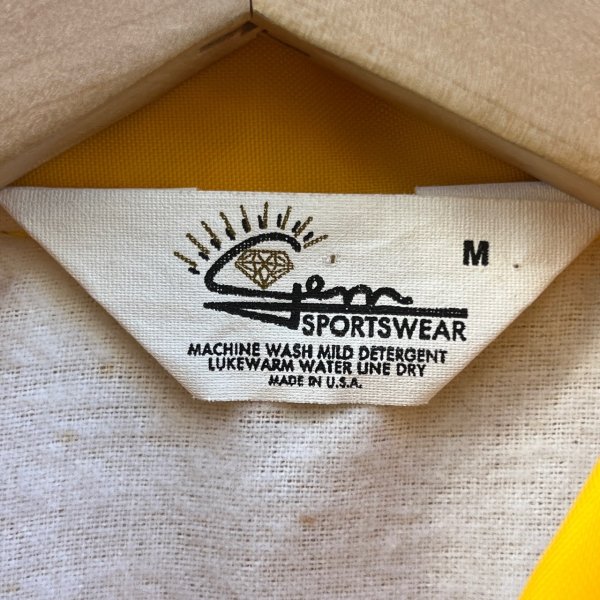 Gem
M
SPORTSWEAR
MACHINE WASH MILD DETERGENT
LUKEWARM WATER LINE DRY
MADE IN U.S.A.